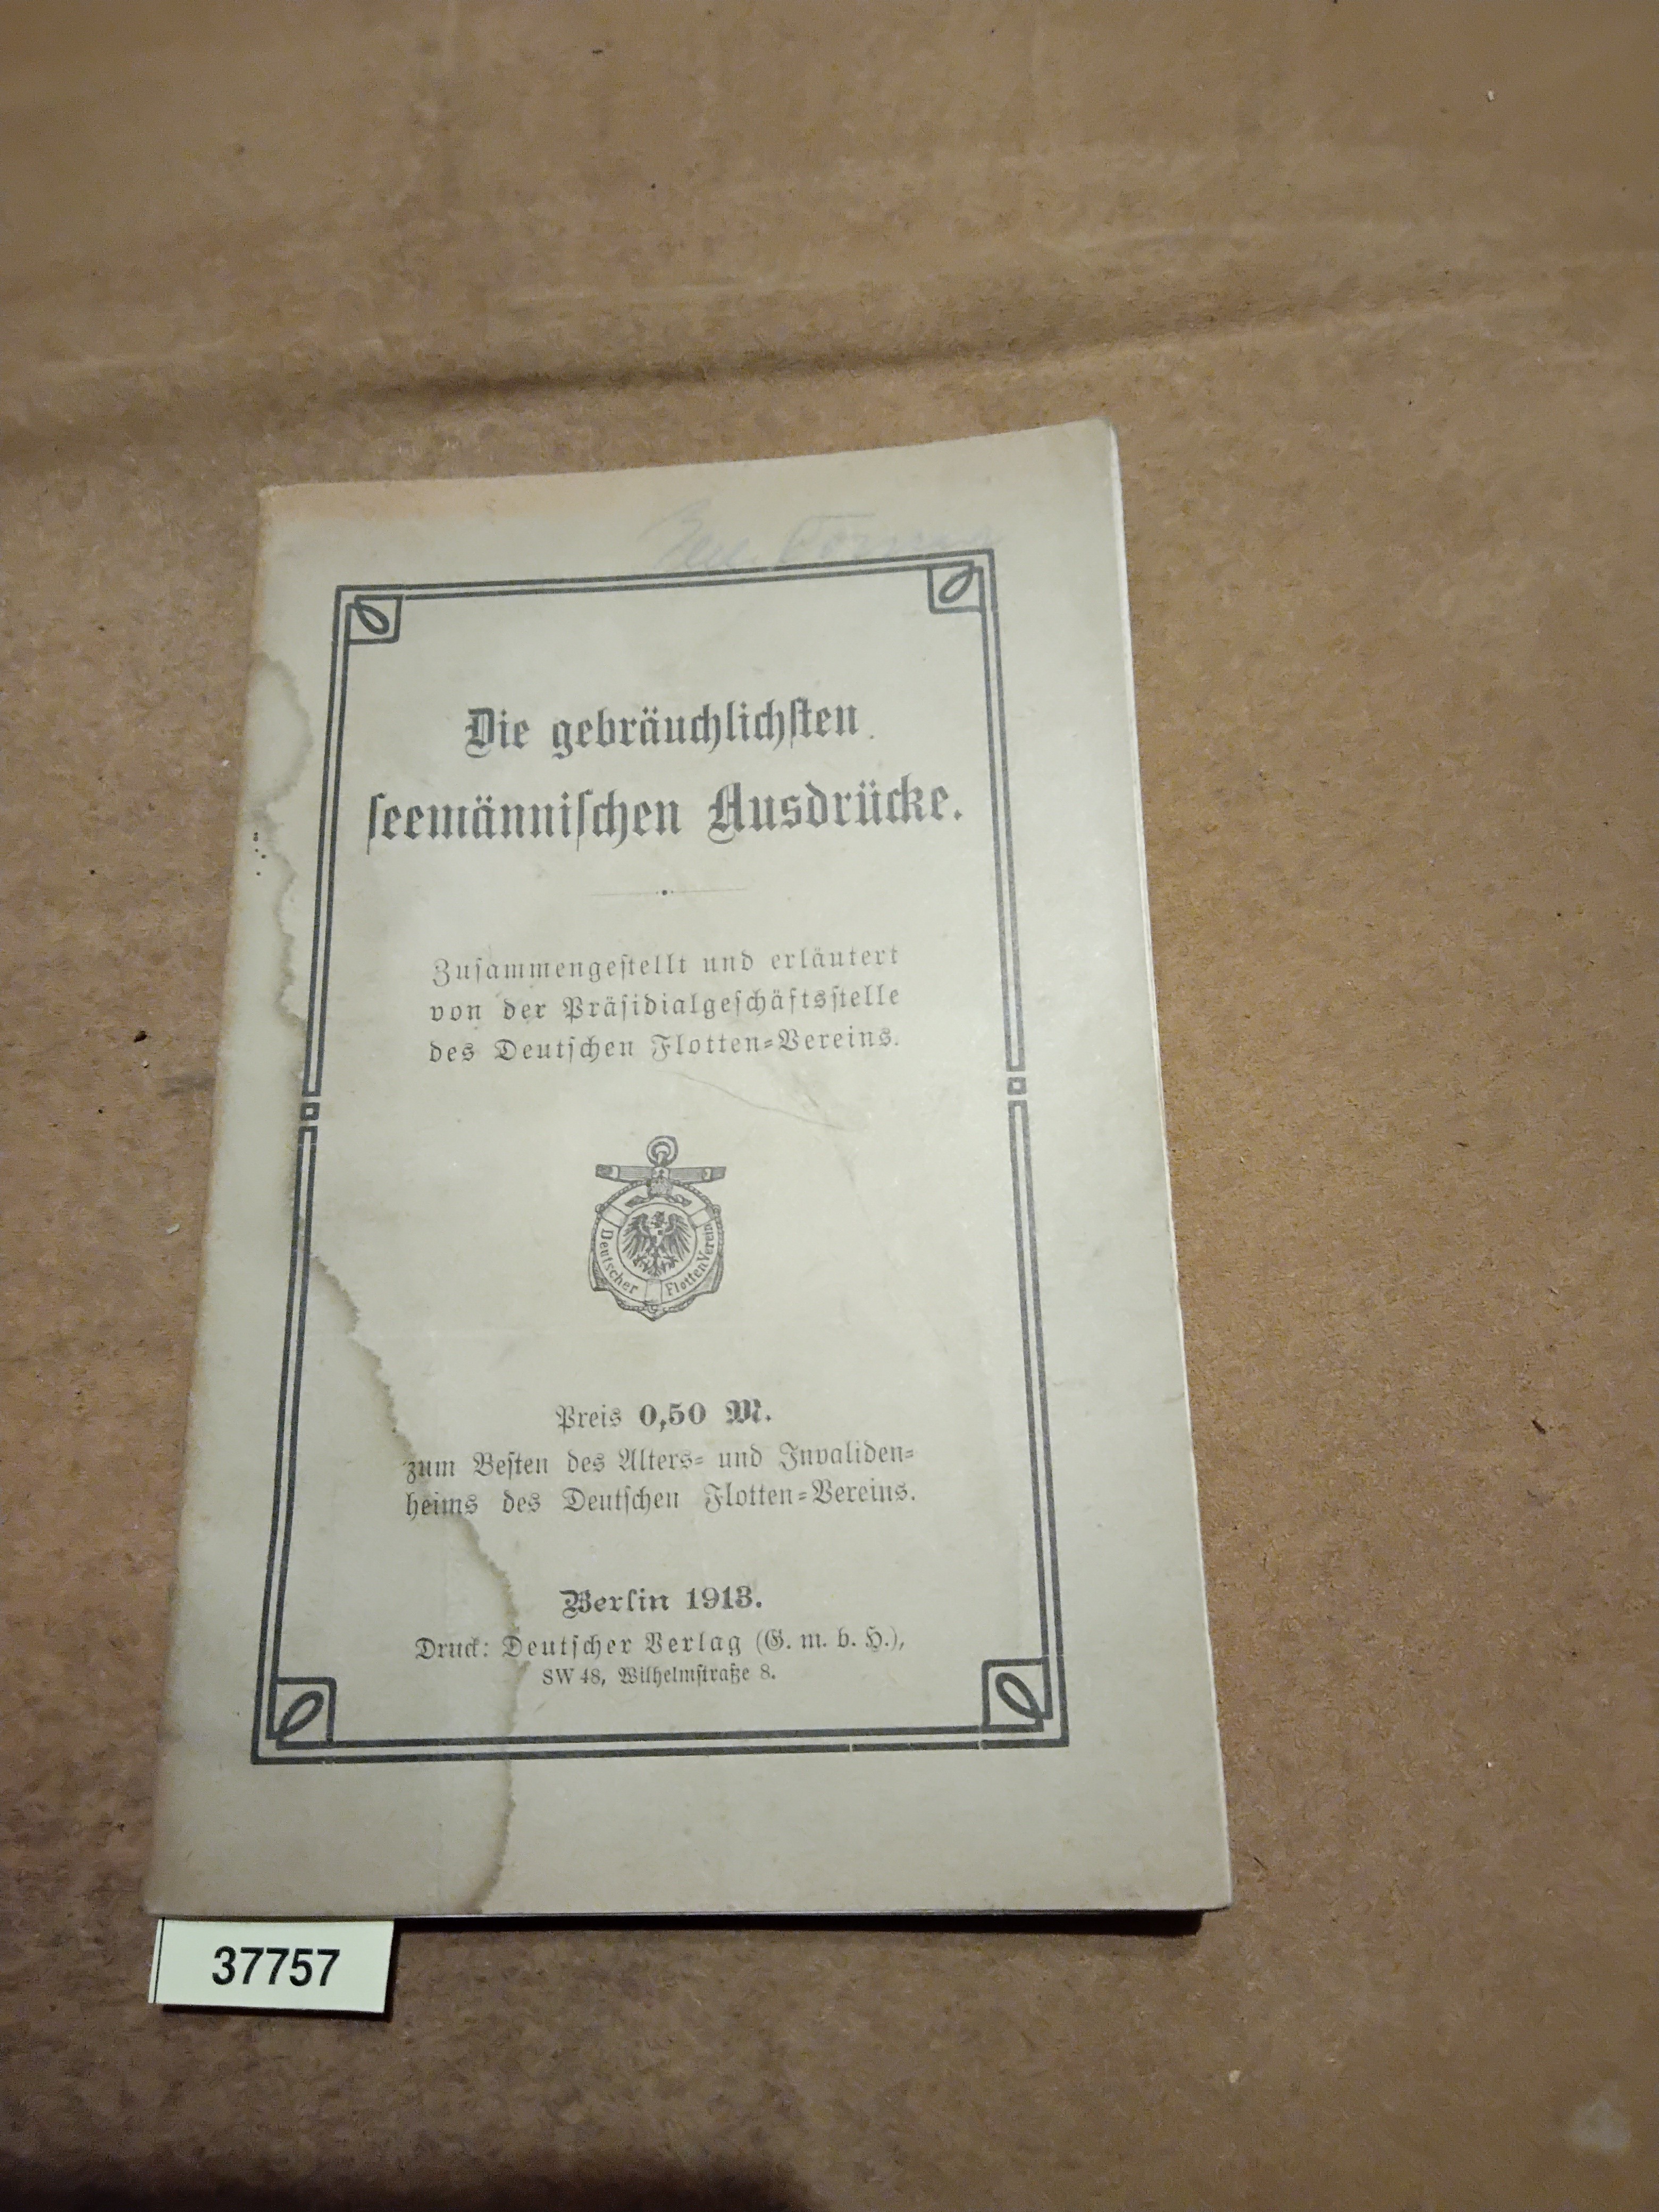 Die gebräuchlichſten
ſeemänniſchen Ausdrücke.
Zuſammengeſtellt und erläutert
von der Präſidialgeſchäftsſtelle
des Deutſchen Flotten=Vereins.
Deutscher Flotten Verein
Preis 0,50 M.
zum Beſten des Alters= und Invaliden=
heims des Deutſchen Flotten=Vereins.
Berlin 1913.
Druck: Deutſcher Verlag (G. m. b. H.),
SW 48, Wilhelmſtraße 8.
37757